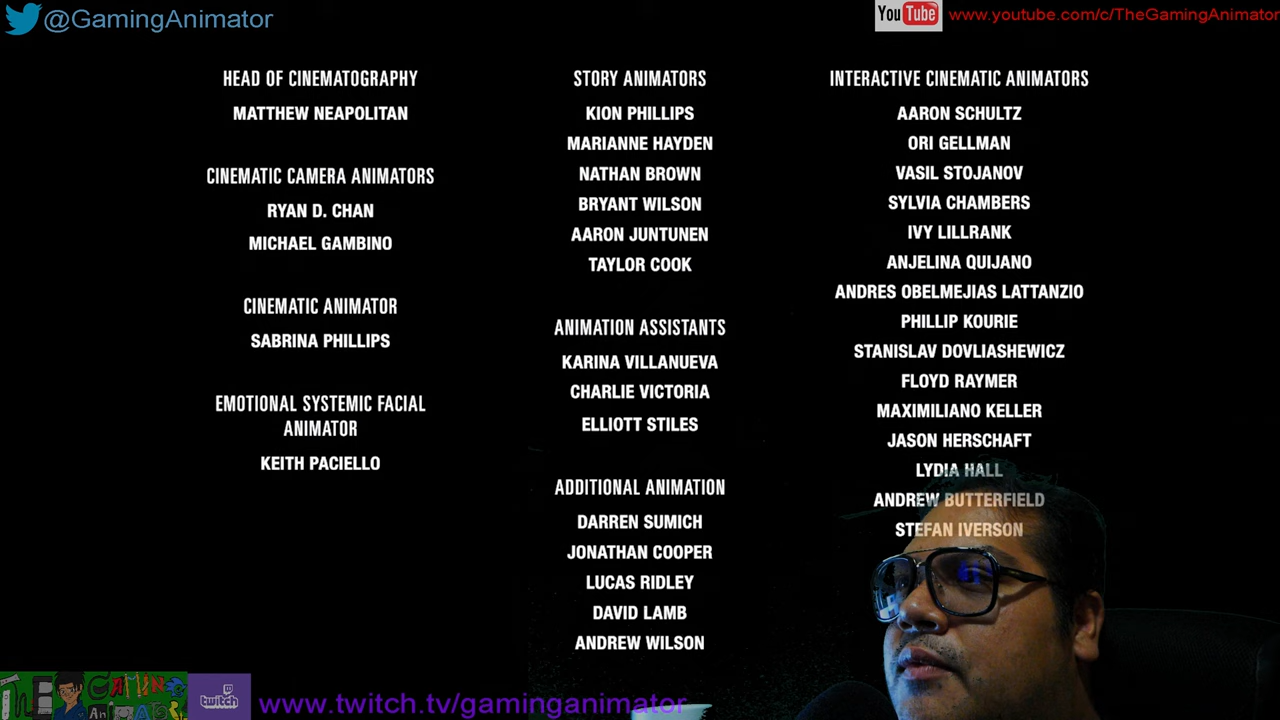 @GamingAnimator
You Tube
www.youtube.com/c/TheGamingAnimator
HEAD OF CINEMATOGRAPHY
MATTHEW NEAPOLITAN
CINEMATIC CAMERA ANIMATORS
RYAN D. CHAN
MICHAEL GAMBINO
CINEMATIC ANIMATOR
SABRINA PHILLIPS
EMOTIONAL SYSTEMIC FACIAL
ANIMATOR
KEITH PACIELLO
STORY ANIMATORS
KION PHILLIPS
MARIANNE HAYDEN
NATHAN BROWN
BRYANT WILSON
AARON JUNTUNEN
TAYLOR COOK
ANIMATION ASSISTANTS
KARINA VILLANUEVA
CHARLIE VICTORIA
ELLIOTT STILES
ADDITIONAL ANIMATION
DARREN SUMICH
JONATHAN COOPER
LUCAS RIDLEY
DAVID LAMB
ANDREW WILSON
INTERACTIVE CINEMATIC ANIMATORS
AARON SCHULTZ
ORI GELLMAN
VASIL STOJANOV
SYLVIA CHAMBERS
IVY LILLRANK
ANJELINA QUIJANO
ANDRES OBELMEJIAS LATTANZIO
PHILLIP KOURIE
STANISLAV DOVLIASHEWICZ
FLOYD RAYMER
MAXIMILIANO KELLER
JASON HERSCHAFT
LYDIA HALL
ANDREW BUTTERFIELD
STEFAN IVERSON
THE GAMING
ANIMATOR
twitch
www.twitch.tv/gaminganimator